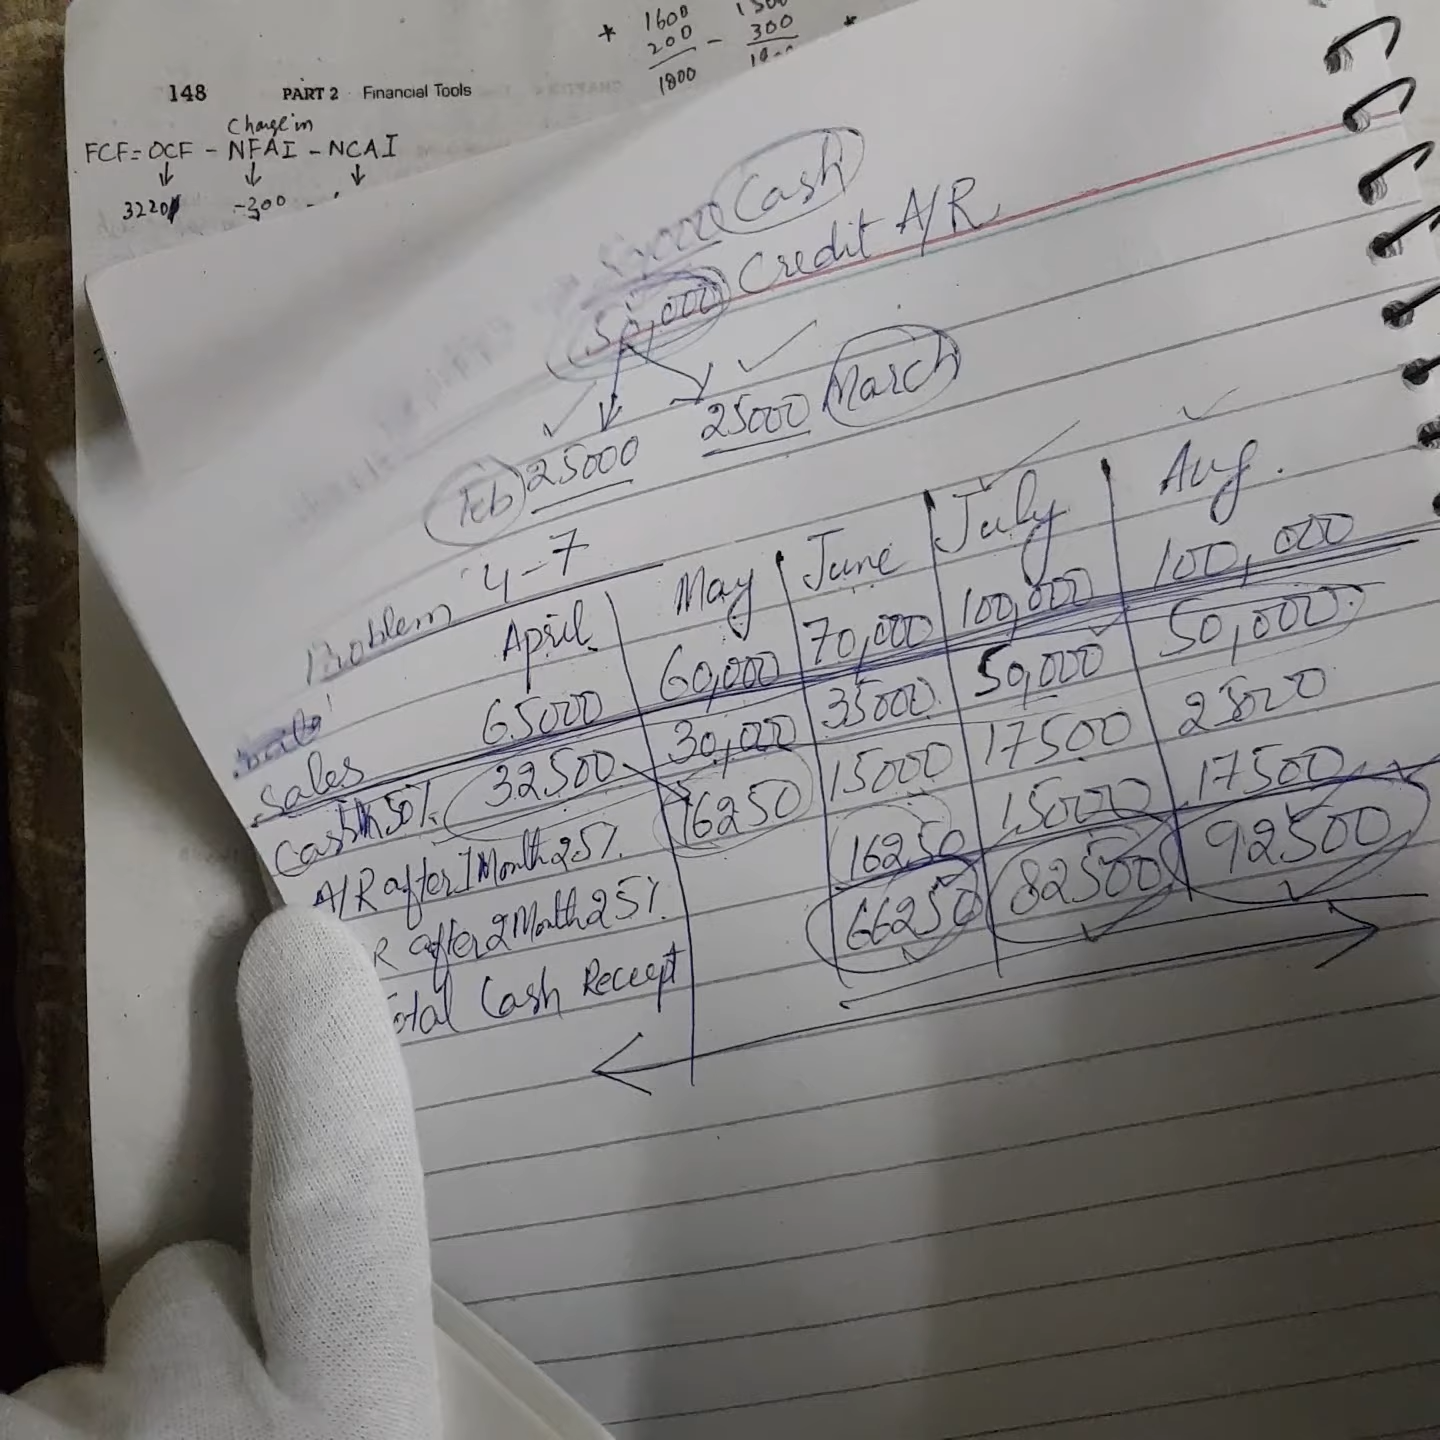 * 1600
200 - 300
1800
148 PART 2 Financial Tools
Change in
FCF = OCF - NFAI - NCAI
3220 -300 -
Cash
50,000 Credit A/R
Feb 25000 25000 March
Problem 4-7
April May June July Aug.
Sales 65000 60,000 70,000 100,000 100,000
Cash 50%. 32500 30,000 35000 50,000 50,000
A/R after 1 Month 25%. 16250 15000 17500 25000
R after 2 Month 25%. 16250 15000 17500
otal Cash Receipt 66250 82500 92500